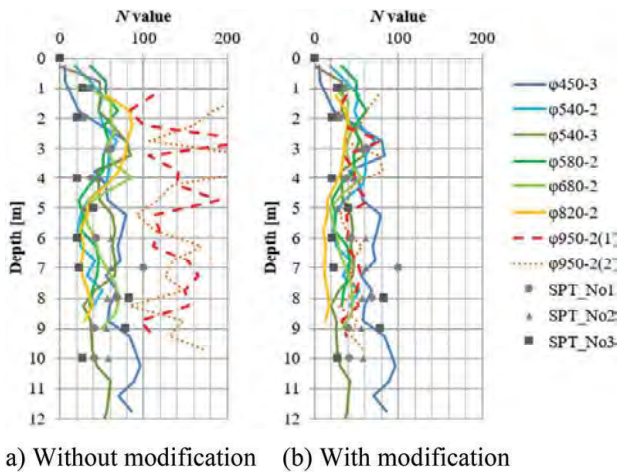 N value N value
0 100 200 0 100 200
0 0
1 1
2 2
3 3
4 4
5 5
6 6
7 7
8 8
9 9
10 10
11 11
12 12
Depth [m] Depth [m]
φ450-3
φ540-2
φ540-3
φ580-2
φ680-2
φ820-2
φ950-2(1)
φ950-2(2)
SPT_No1
SPT_No2
SPT_No3
a) Without modification (b) With modification